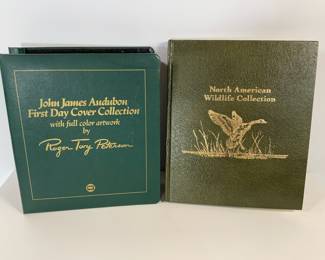 John James Audubon
First Day Cover Collection
with full color artwork
by
Roger Tory Peterson
North American
Wildlife Collection